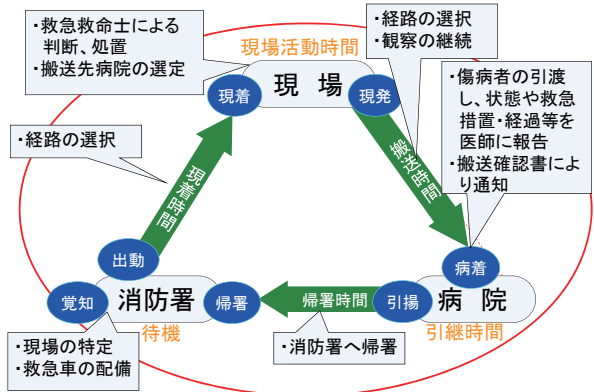 ・救急救命士による
判断、処置
・搬送先病院の選定
現場活動時間
・経路の選択
・観察の継続
現着
現 場
現発
・傷病者の引渡
し、状態や救急
措置・経過等を
医師に報告
・搬送確認書によ
り通知
・経路の選択
現着時間
搬送時間
出動
覚知
消防署
帰署
待機
帰署時間
病着
引揚
病 院
引継時間
・現場の特定
・救急車の配備
・消防署へ帰署